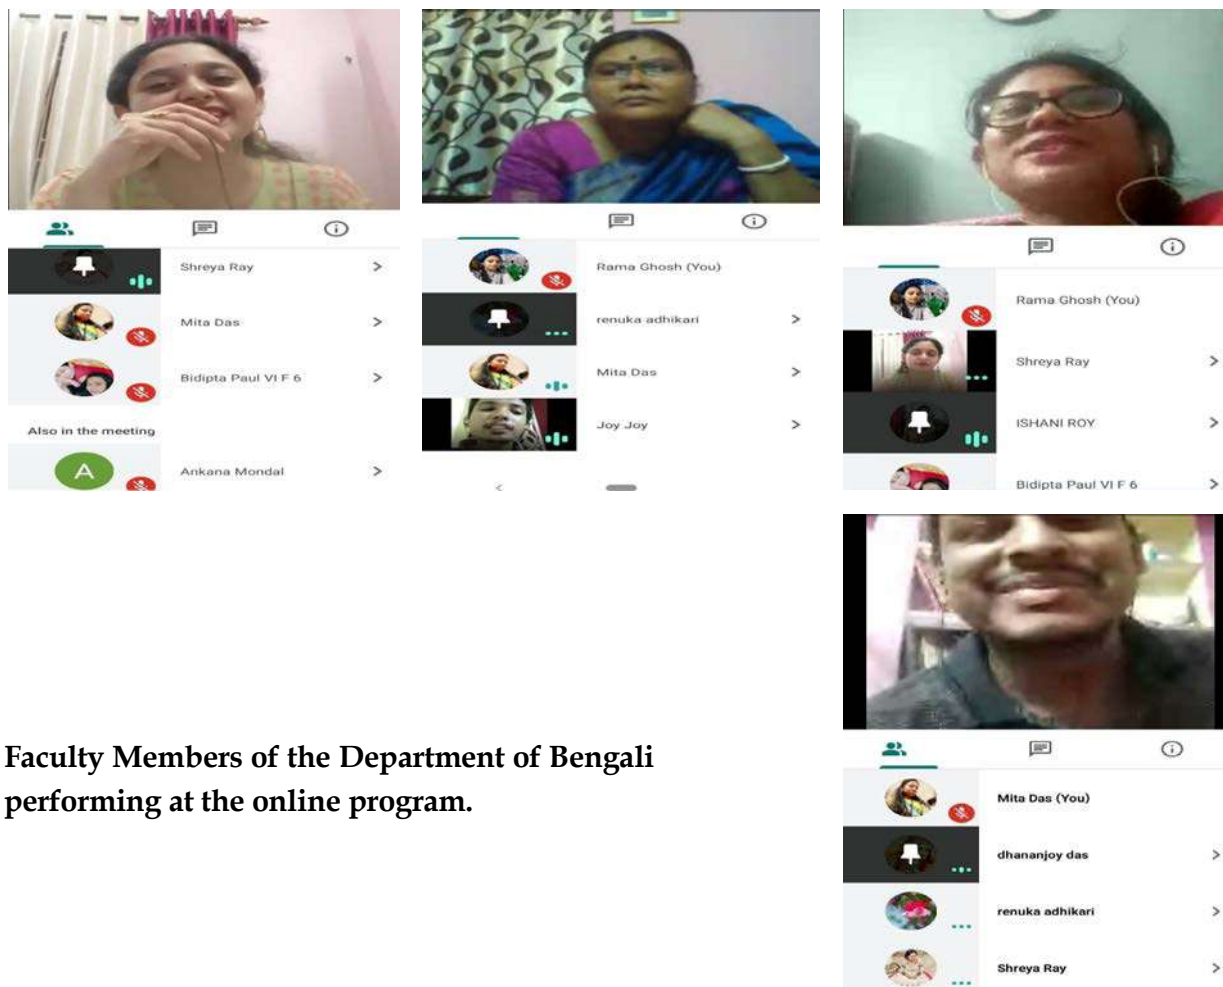 Shreya Ray
Mita Das
Bidipta Paul VI F 6
Also in the meeting
A
Ankana Mondal
Rama Ghosh (You)
renuka adhikari
Mita Das
Joy Joy
Rama Ghosh (You)
Shreya Ray
ISHANI ROY
Bidipta Paul VI F 6
Faculty Members of the Department of Bengali
performing at the online program.
Mita Das (You)
dhananjoy das
renuka adhikari
Shreya Ray